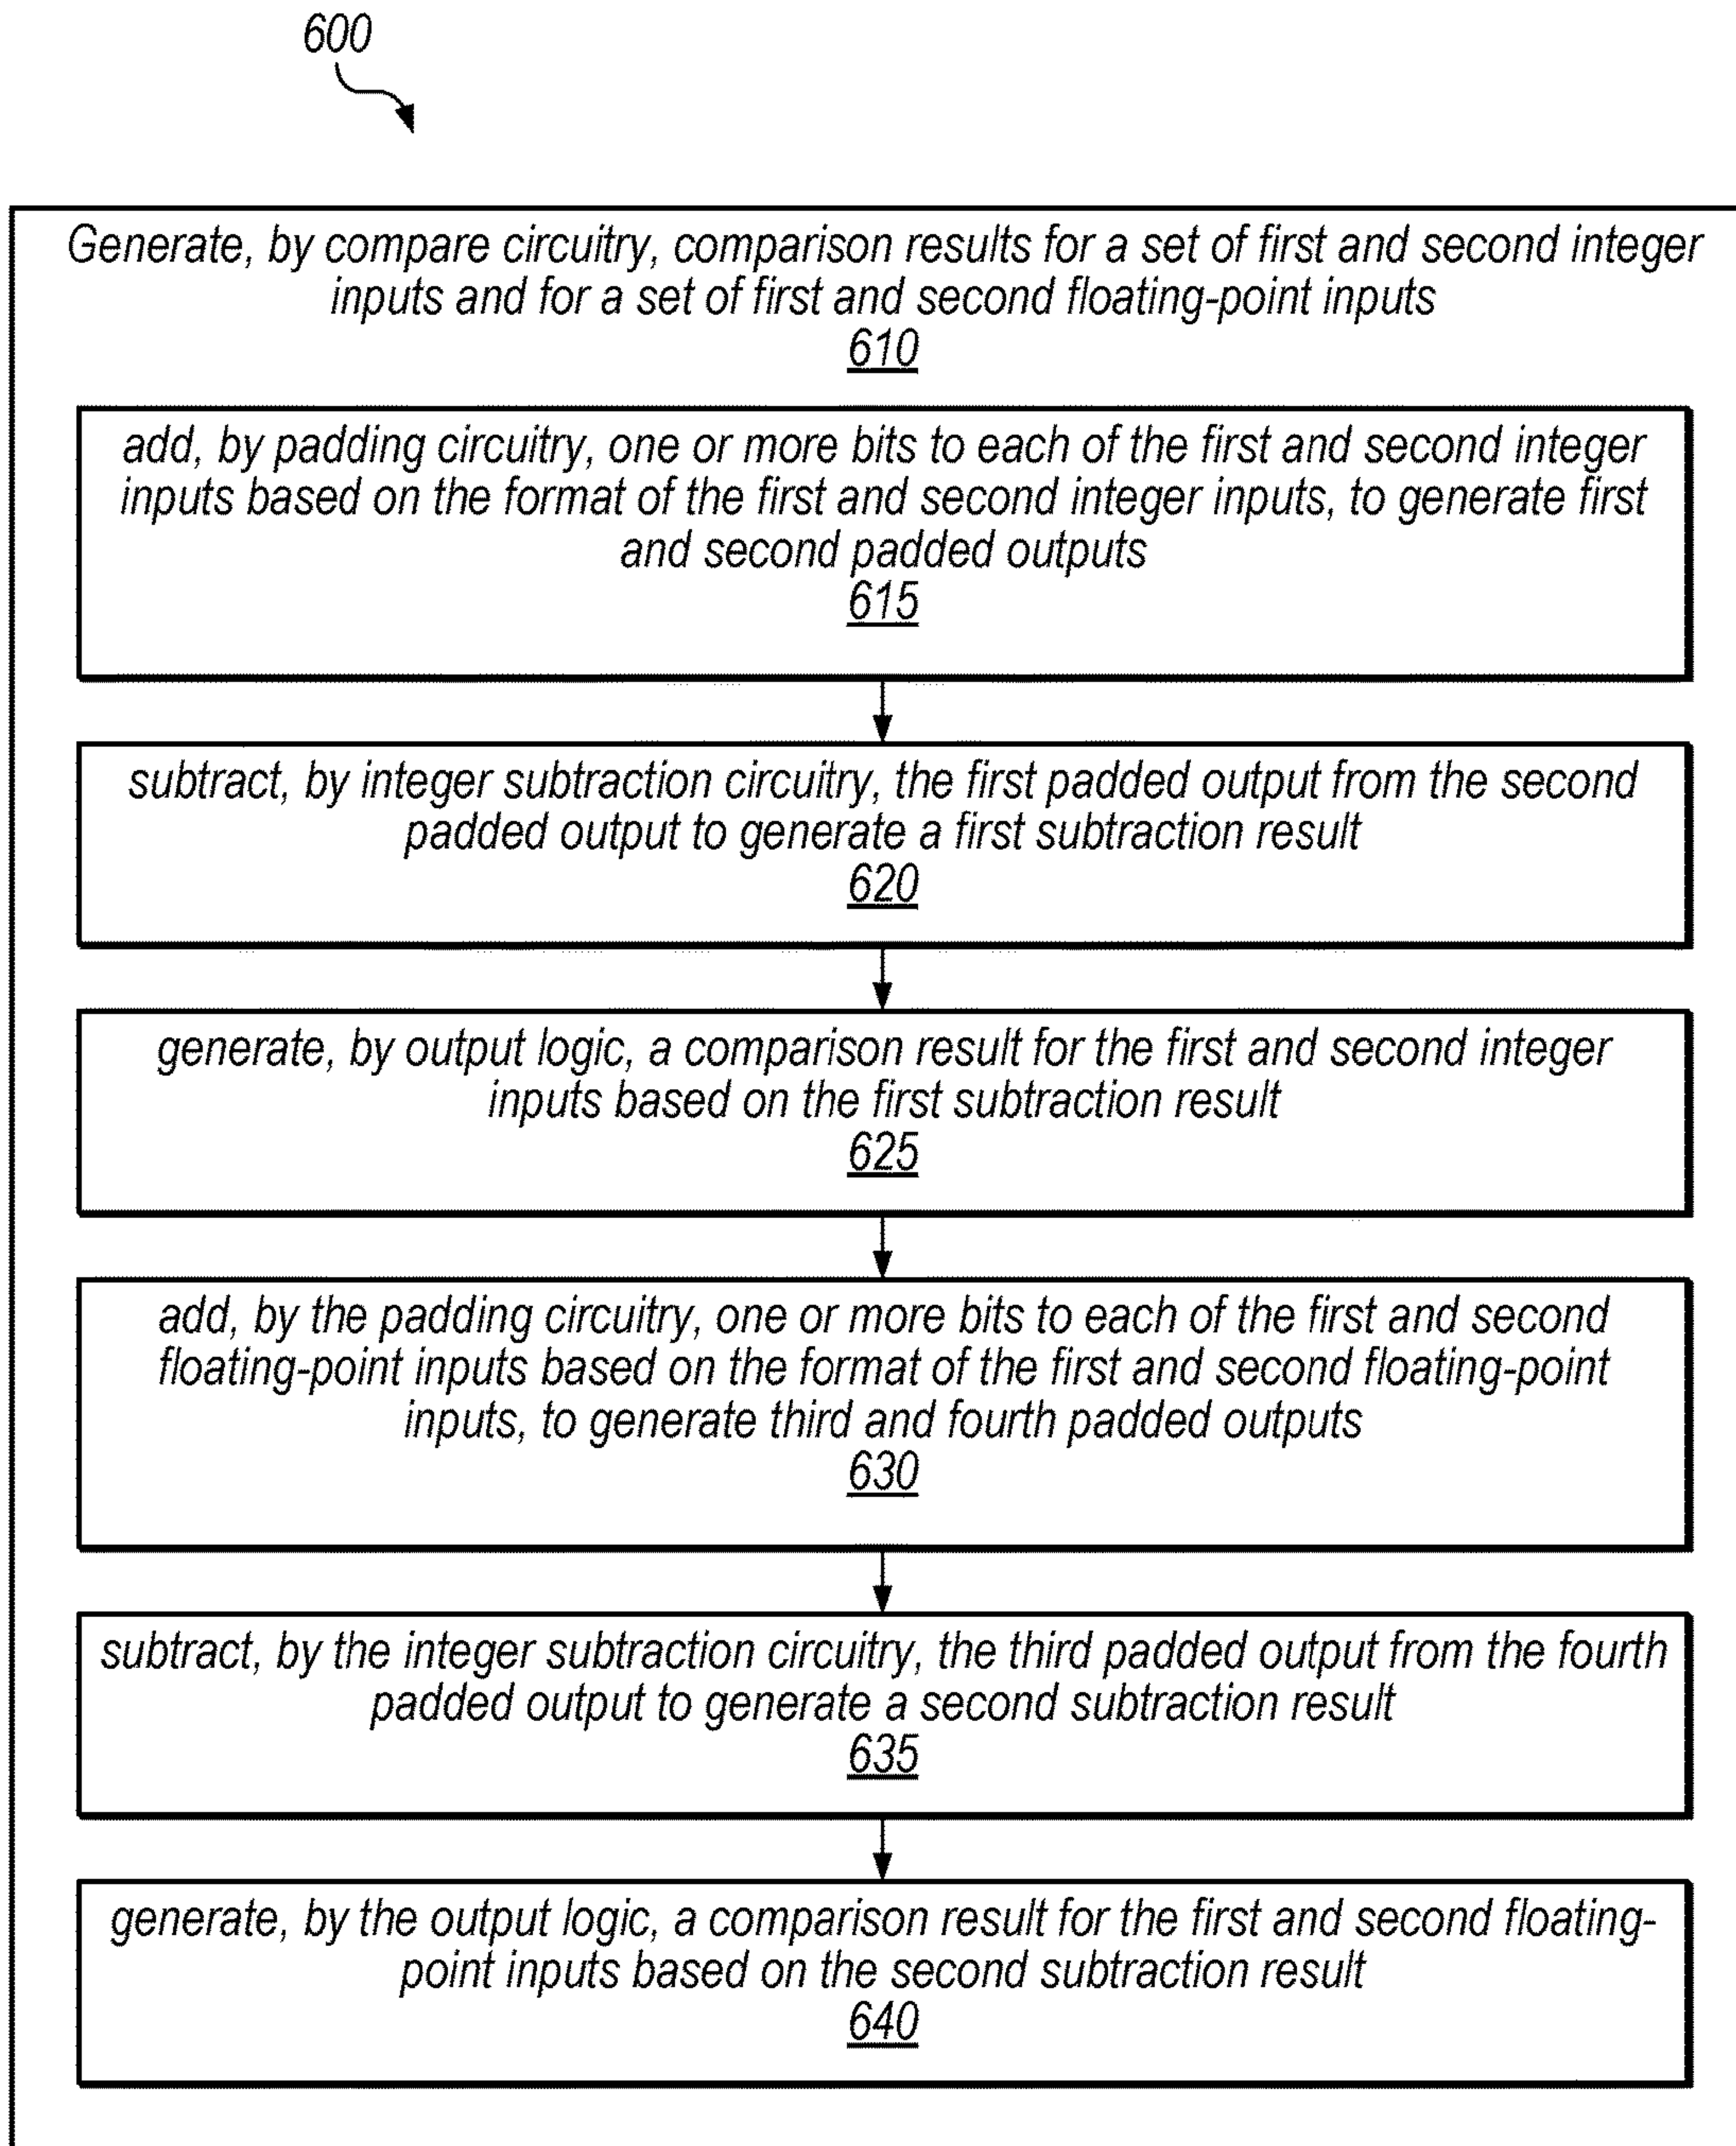 600
Generate, by compare circuitry, comparison results for a set of first and second integer
inputs and for a set of first and second floating-point inputs
610
add, by padding circuitry, one or more bits to each of the first and second integer
inputs based on the format of the first and second integer inputs, to generate first
and second padded outputs
615
subtract, by integer subtraction circuitry, the first padded output from the second
padded output to generate a first subtraction result
620
generate, by output logic, a comparison result for the first and second integer
inputs based on the first subtraction result
625
add, by the padding circuitry, one or more bits to each of the first and second
floating-point inputs based on the format of the first and second floating-point
inputs, to generate third and fourth padded outputs
630
subtract, by the integer subtraction circuitry, the third padded output from the fourth
padded output to generate a second subtraction result
635
generate, by the output logic, a comparison result for the first and second floating-
point inputs based on the second subtraction result
640